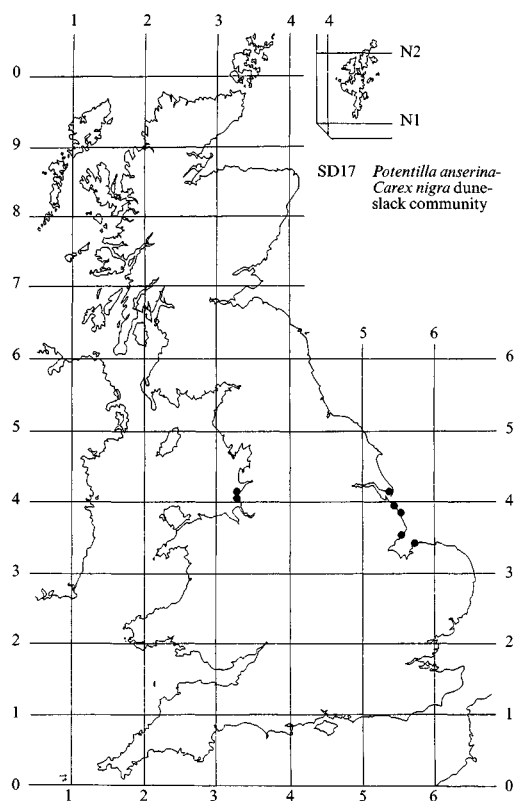 1 2 3 4 4
N2
0
N1
9
SD17 Potentilla anserina-
Carex nigra dune-
slack community
8
7
5 6
6 6
5 5
4 4
3 3
2 2
1 1
0 0
1 2 3 4 5 6